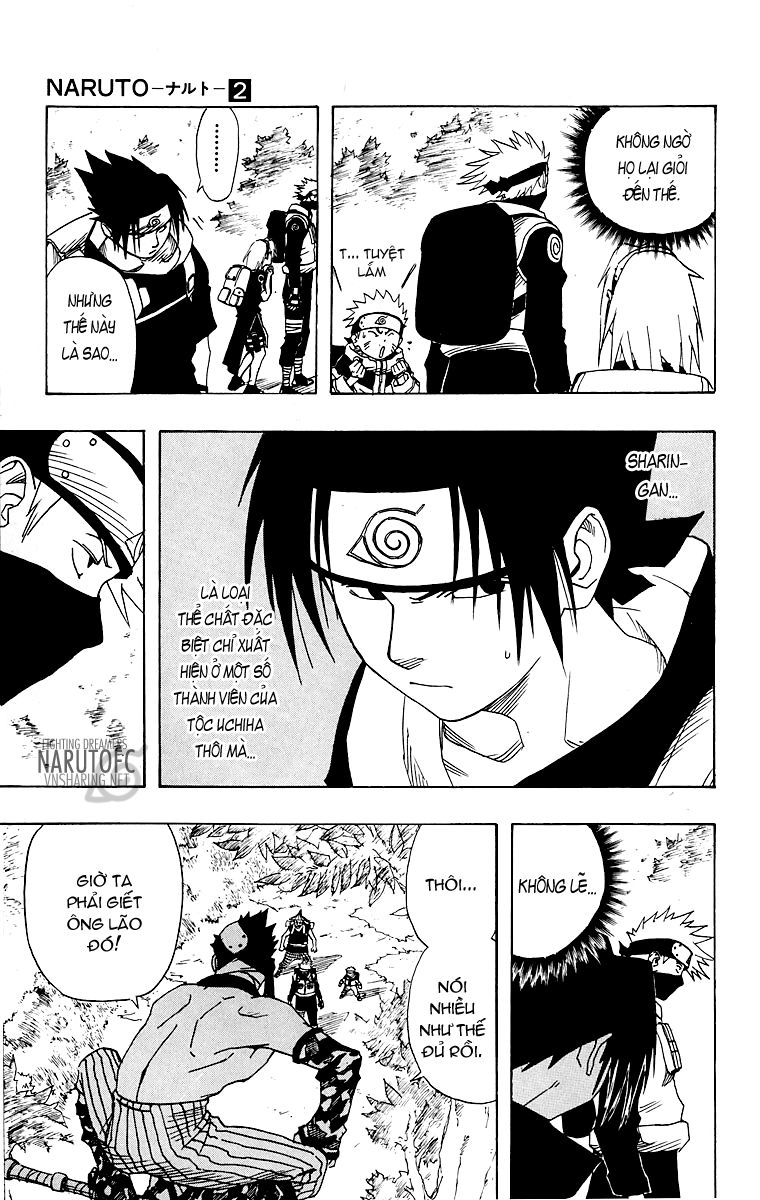 NARUTO－ナルト－2
KHÔNG NGỜ
HỌ LẠI GIỎI
ĐẾN THẾ.
T... TUYỆT
LẮM
NHƯNG
THẾ NÀY
LÀ SAO...
SHARIN-
GAN...
LÀ LOẠI
THỂ CHẤT ĐẶC
BIỆT CHỈ XUẤT
HIỆN Ở MỘT SỐ
THÀNH VIÊN CỦA
TỘC UCHIHA
THÔI MÀ...
FIGHTING DREAMERS
NARUTOFC
VNSHARING.NET
KHÔNG LẼ...
THÔI...
NÓI
NHIỀU
NHƯ THẾ
ĐỦ RỒI.
GIỜ TA
PHẢI GIẾT
ÔNG LÃO
ĐÓ!